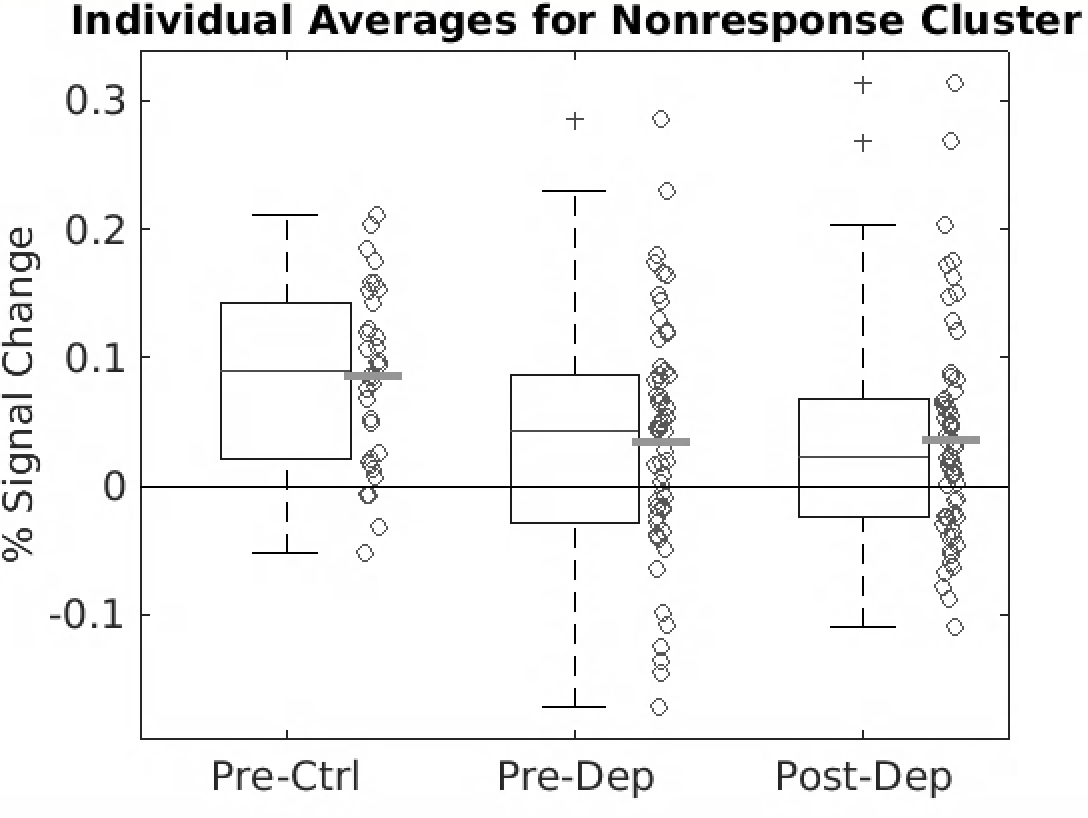 Individual Averages for Nonresponse Cluster
% Signal Change
0.3
0.2
0.1
0
-0.1
Pre-Ctrl
Pre-Dep
Post-Dep